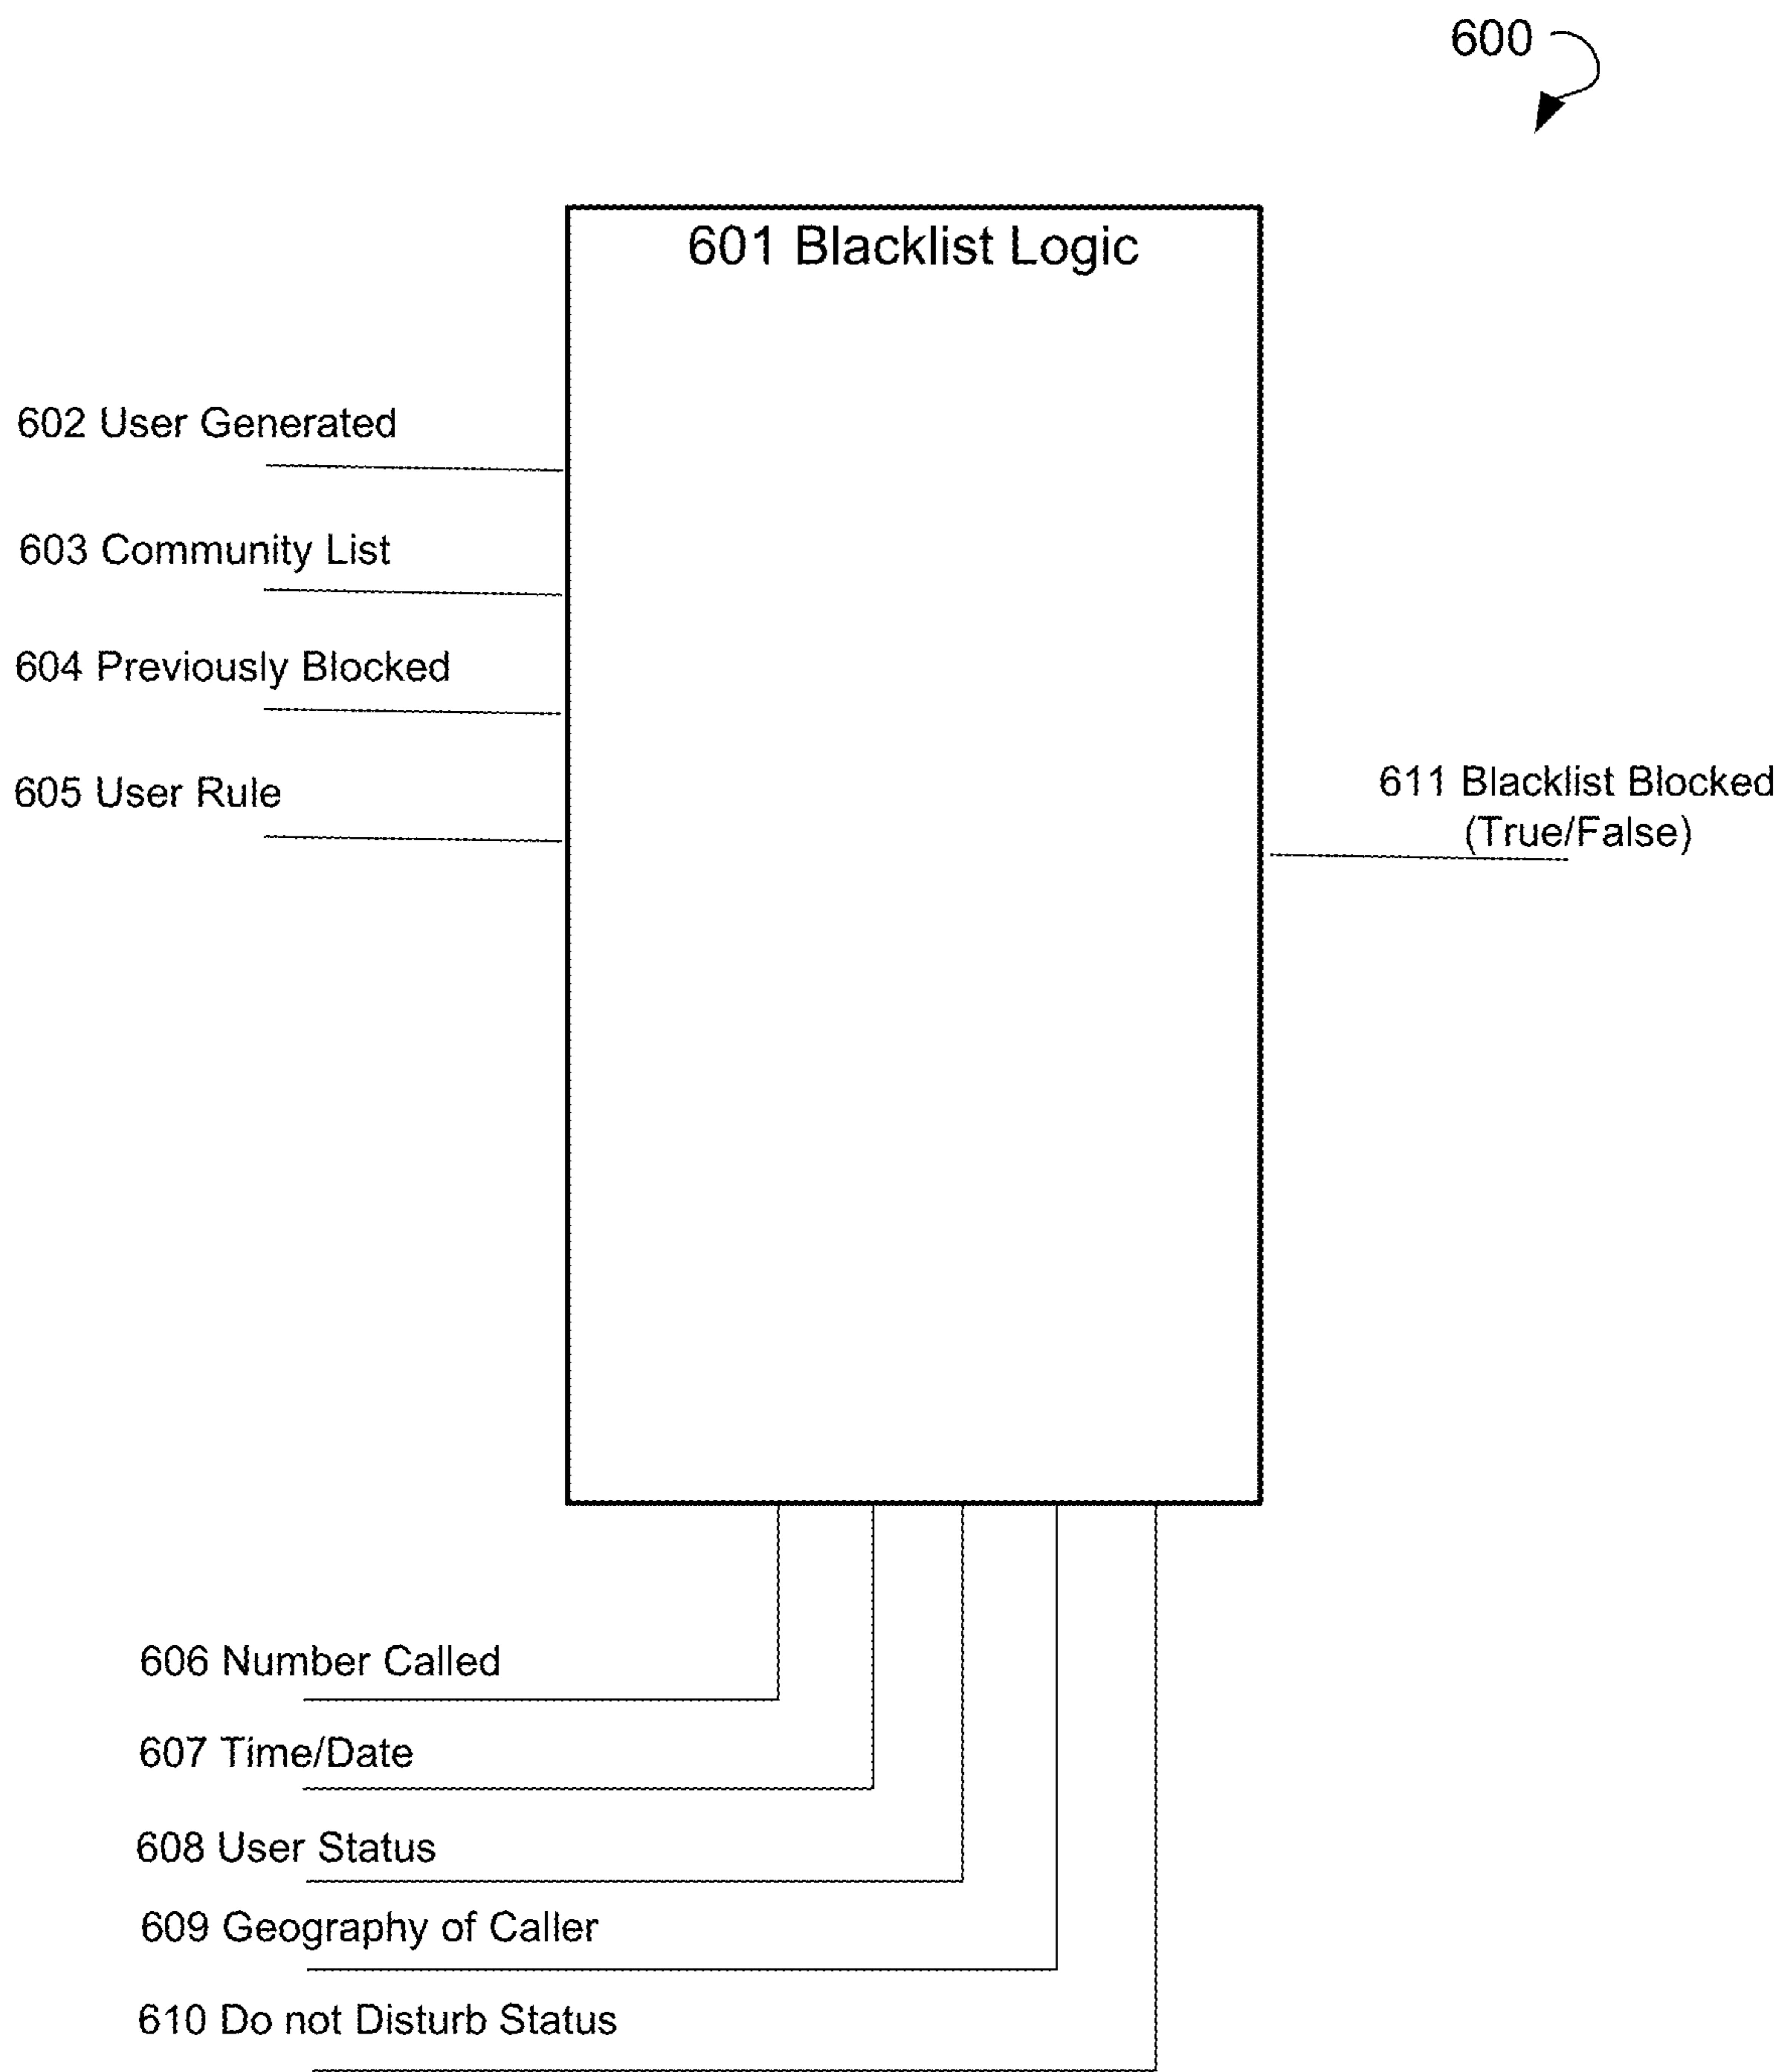 600
601 Blacklist Logic
602 User Generated
603 Community List
604 Previously Blocked
605 User Rule
611 Blacklist Blocked
(True/False)
606 Number Called
607 Time/Date
608 User Status
609 Geography of Caller
610 Do not Disturb Status